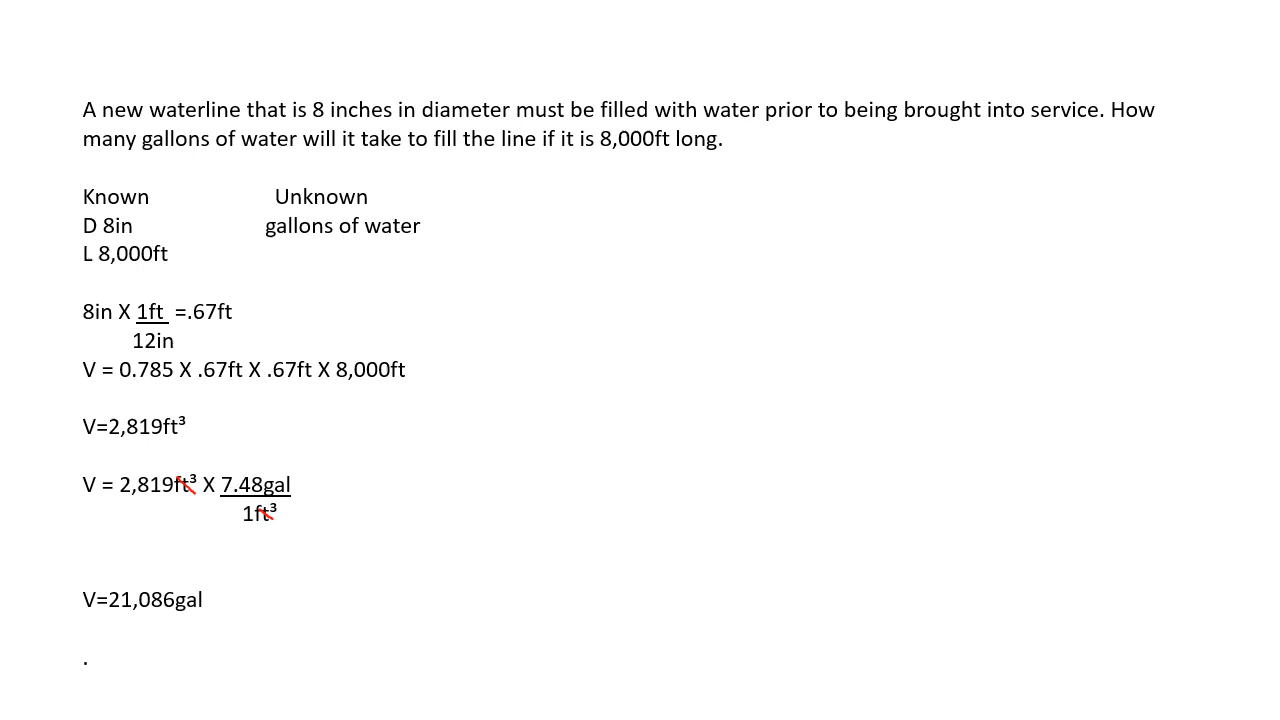 A new waterline that is 8 inches in diameter must be filled with water prior to being brought into service. How
many gallons of water will it take to fill the line if it is 8,000ft long.
Known Unknown
D 8in gallons of water
L 8,000ft
8in X 1ft =.67ft
12in
V = 0.785 X .67ft X .67ft X 8,000ft
V=2,819ft³
V = 2,819ft³ X 7.48gal
1ft³
V=21,086gal
.